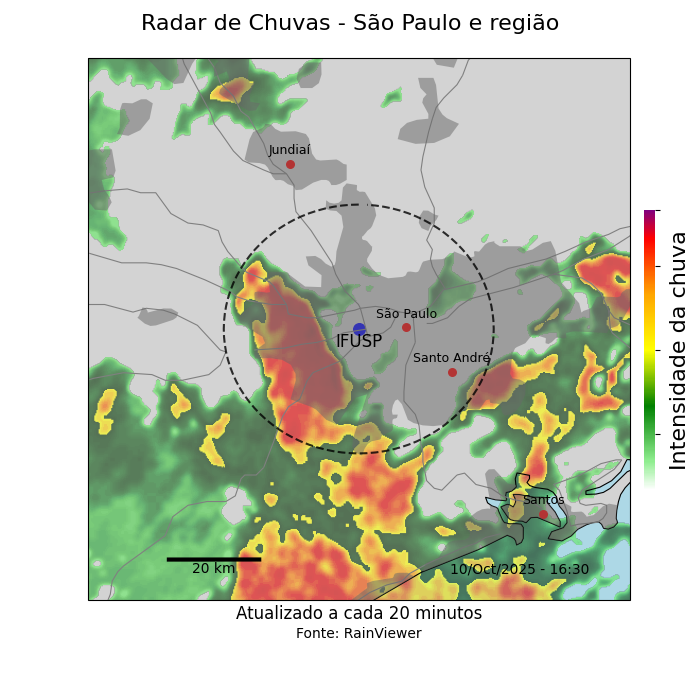 Radar de Chuvas - São Paulo e região
Jundiaí
São Paulo
IFUSP
Santo André
Santos
20 km
10/Oct/2025 - 16:30
Intensidade da chuva
Atualizado a cada 20 minutos
Fonte: RainViewer